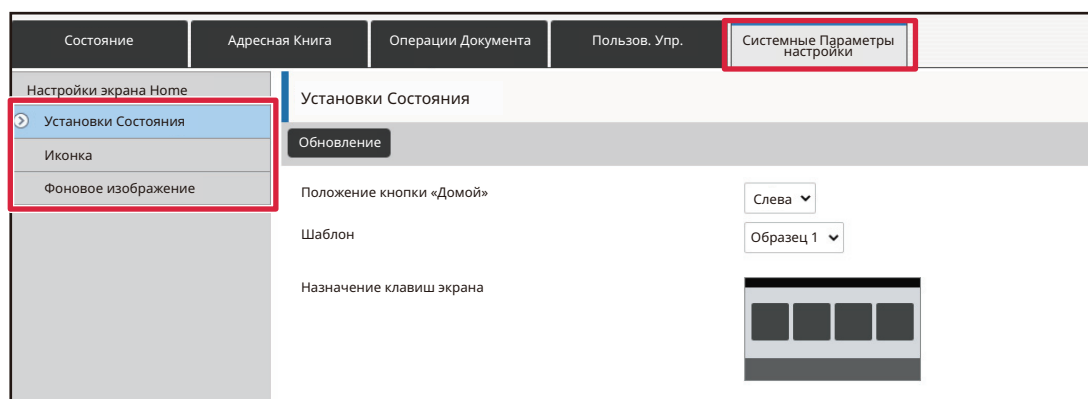 Состояние
Адресная Книга
Операции Документа
Пользов. Упр.
Системные Параметры
настройки
Настройки экрана Home
Установки Состояния
Иконка
Фоновое изображение
Установки Состояния
Обновление
Положение кнопки «Домой»
Слева
Шаблон
Образец 1
Назначение клавиш экрана